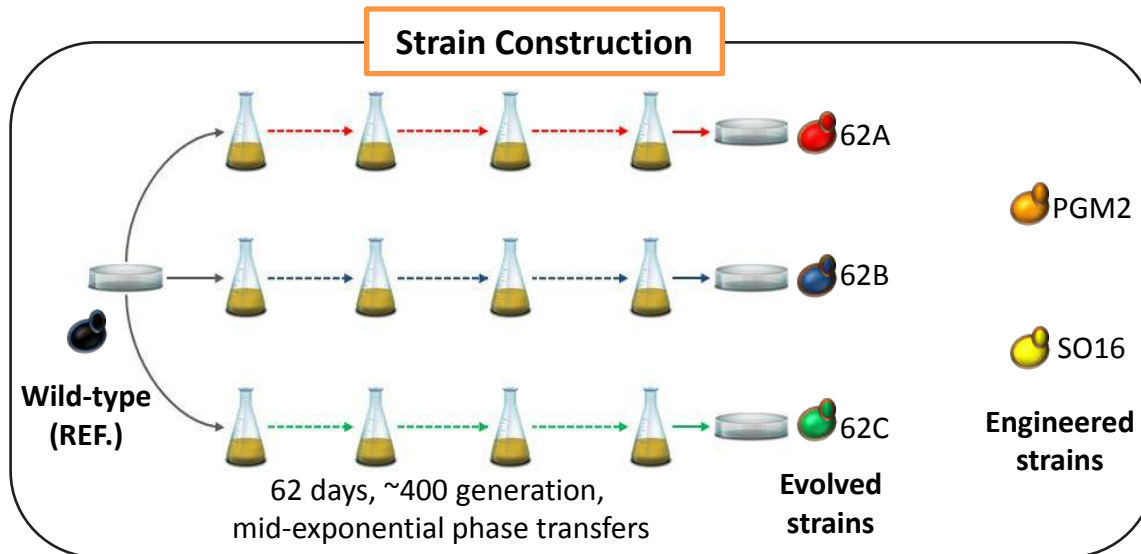 Strain Construction
62A
PGM2
62B
SO16
Wild-type
(REF.)
62C
62 days, ~400 generation,
mid-exponential phase transfers
Evolved
strains
Engineered
strains